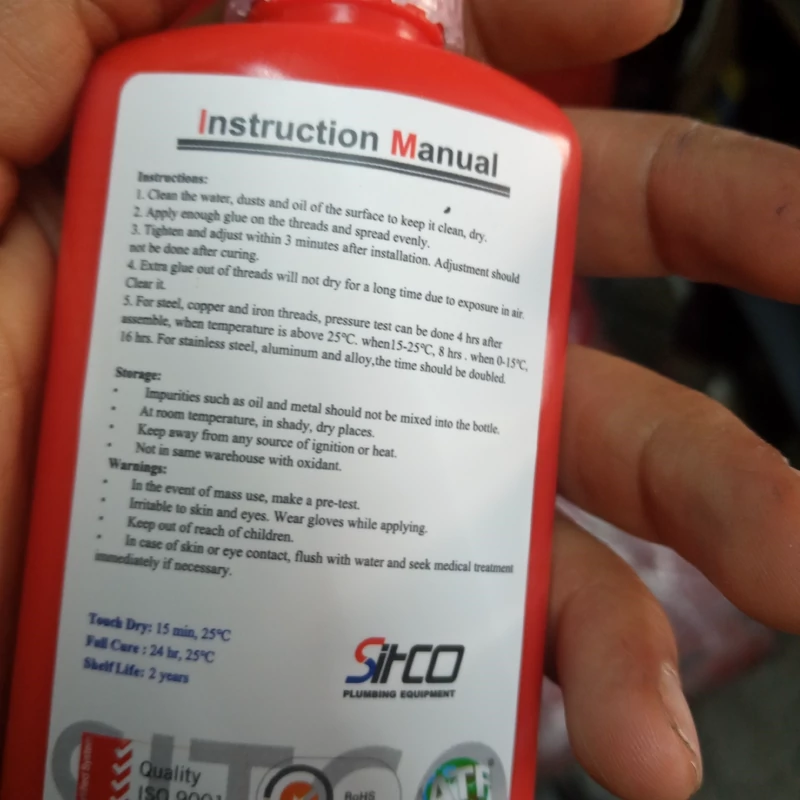 Instruction Manual
Instructions:
1. Clean the water, dusts and oil of the surface to keep it clean, dry.
2. Apply enough glue on the threads and spread evenly.
3. Tighten and adjust within 3 minutes after installation. Adjustment should
not be done after curing.
4. Extra glue out of threads will not dry for a long time due to exposure in air.
Clear it.
5. For steel, copper and iron threads, pressure test can be done 4 hrs after
assemble, when temperature is above 25℃. when15-25℃, 8 hrs . when 0-15℃,
16 hrs. For stainless steel, aluminum and alloy,the time should be doubled.
Storage:
• Impurities such as oil and metal should not be mixed into the bottle.
• At room temperature, in shady, dry places.
• Keep away from any source of ignition or heat.
• Not in same warehouse with oxidant.
Warnings:
• In the event of mass use, make a pre-test.
• Irritable to skin and eyes. Wear gloves while applying.
• Keep out of reach of children.
• In case of skin or eye contact, flush with water and seek medical treatment
immediately if necessary.
Touch Dry: 15 min, 25℃
Full Cure : 24 hr, 25℃
Shelf Life: 2 years
SitCO
PLUMBING EQUIPMENT
SITCO
Quality
ISO 9001
RoHS